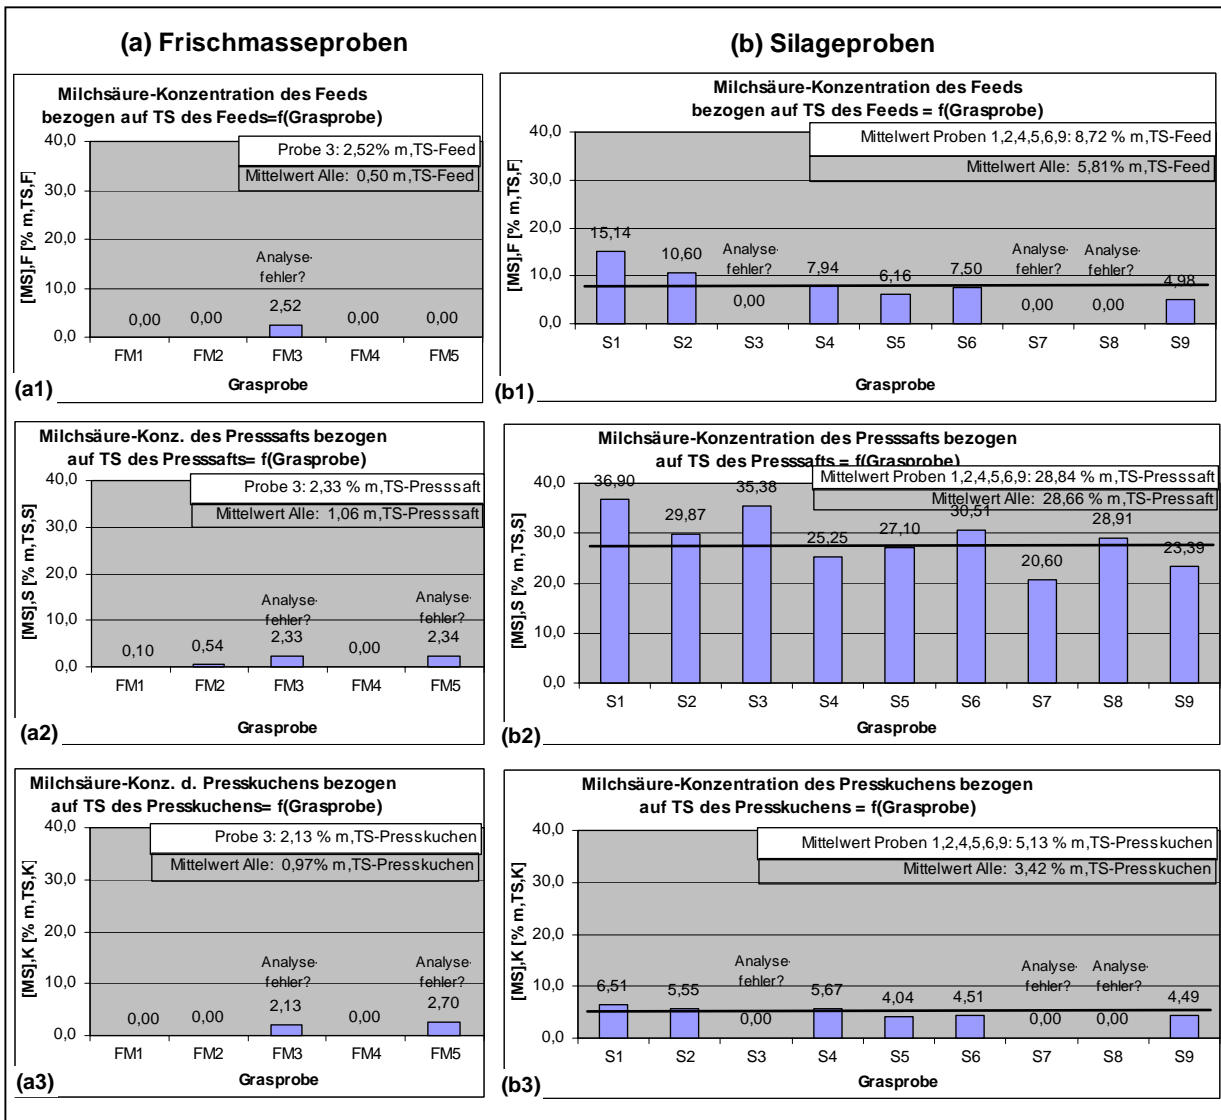 (a) Frischmasseproben
(b) Silageproben
Milchsäure-Konzentration des Feeds
bezogen auf TS des Feeds=f(Grasprobe)
Probe 3: 2,52% m,TS-Feed
Mittelwert Alle: 0,50 m,TS-Feed
[MS],F [% m,TS,F]
40,0
30,0
20,0
10,0
0,0
Analyse-
fehler?
0,00 0,00 2,52 0,00 0,00
FM1 FM2 FM3 FM4 FM5
Grasprobe
(a1)
Milchsäure-Konzentration des Feeds
bezogen auf TS des Feeds = f(Grasprobe)
Mittelwert Proben 1,2,4,5,6,9: 8,72 % m,TS-Feed
Mittelwert Alle: 5,81% m,TS-Feed
[MS],F [% m,TS,F]
40,0
30,0
20,0
10,0
0,0
Analyse-
fehler?
Analyse-
fehler?
Analyse-
fehler?
15,14 10,60 0,00 7,94 6,16 7,50 0,00 0,00 4,98
S1 S2 S3 S4 S5 S6 S7 S8 S9
Grasprobe
(b1)
Milchsäure-Konz. des Presssafts bezogen
auf TS des Presssafts= f(Grasprobe)
Probe 3: 2,33 % m,TS-Presssaft
Mittelwert Alle: 1,06 m,TS-Presssaft
[MS],S [% m,TS,S]
40,0
30,0
20,0
10,0
0,0
Analyse-
fehler?
Analyse-
fehler?
0,10 0,54 2,33 0,00 2,34
FM1 FM2 FM3 FM4 FM5
Grasprobe
(a2)
Milchsäure-Konzentration des Presssafts bezogen
auf TS des Presssafts = f(Grasprobe)
Mittelwert Proben 1,2,4,5,6,9: 28,84 % m,TS-Presssaft
Mittelwert Alle: 28,66 % m,TS-Presssaft
[MS],S [% m,TS,S]
40,0
30,0
20,0
10,0
0,0
36,90 29,87 35,38 25,25 27,10 30,51 20,60 28,91 23,39
S1 S2 S3 S4 S5 S6 S7 S8 S9
Grasprobe
(b2)
Milchsäure-Konz. d. Presskuchens bezogen
auf TS des Presskuchens= f(Grasprobe)
Probe 3: 2,13 % m,TS-Presskuchen
Mittelwert Alle: 0,97% m,TS-Presskuchen
[MS],K [% m,TS,K]
40,0
30,0
20,0
10,0
0,0
Analyse-
fehler?
Analyse-
fehler?
0,00 0,00 2,13 0,00 2,70
FM1 FM2 FM3 FM4 FM5
Grasprobe
(a3)
Milchsäure-Konzentration des Presskuchens bezogen
auf TS des Presskuchens = f(Grasprobe)
Mittelwert Proben 1,2,4,5,6,9: 5,13 % m,TS-Presskuchen
Mittelwert Alle: 3,42 % m,TS-Presskuchen
[MS],K [% m,TS,K]
40,0
30,0
20,0
10,0
0,0
Analyse-
fehler?
Analyse-
fehler?
Analyse-
fehler?
6,51 5,55 0,00 5,67 4,04 4,51 0,00 0,00 4,49
S1 S2 S3 S4 S5 S6 S7 S8 S9
Grasprobe
(b3)